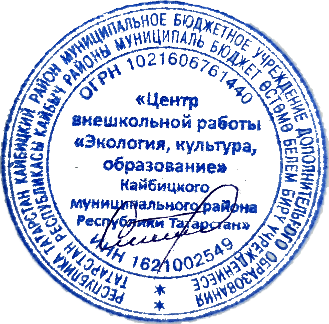 РЕСПУБЛИКА ТАТАРСТАН КАЙБИЦКИЙ РАЙОН МУНИЦИПАЛЬНОЕ БЮДЖЕТНОЕ УЧРЕЖДЕНИЕ ДОПОЛНИТЕЛЬНОГО ОБРАЗОВАНИЯ
ТАТАРСТАН РЕСПУБЛИКАСЫ КАЙБЫЧ РАЙОНЫ МУНИЦИПАЛЬ БЮДЖЕТ ӨСТӘМӘ БЕЛЕМ БИРҮ УЧРЕЖДЕНИЕСЕ
ОГРН 1021606761440
«Центр
внешкольной работы
«Экология, культура,
образование»
Кайбицкого
муниципального района
Республики Татарстан»
ИНН 1621002549